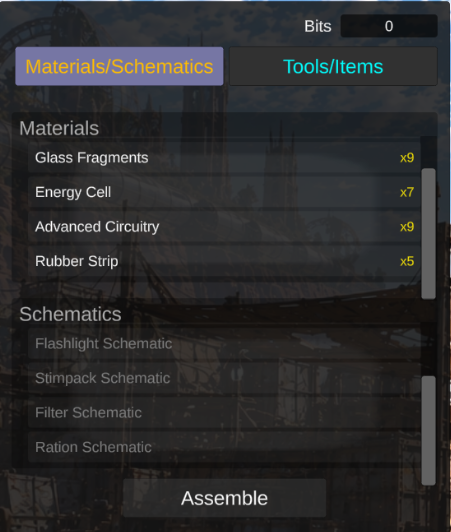 Bits 0
Materials/Schematics Tools/Items
Materials
Glass Fragments x9
Energy Cell x7
Advanced Circuitry x9
Rubber Strip x5
Schematics
Flashlight Schematic
Stimpack Schematic
Filter Schematic
Ration Schematic
Assemble